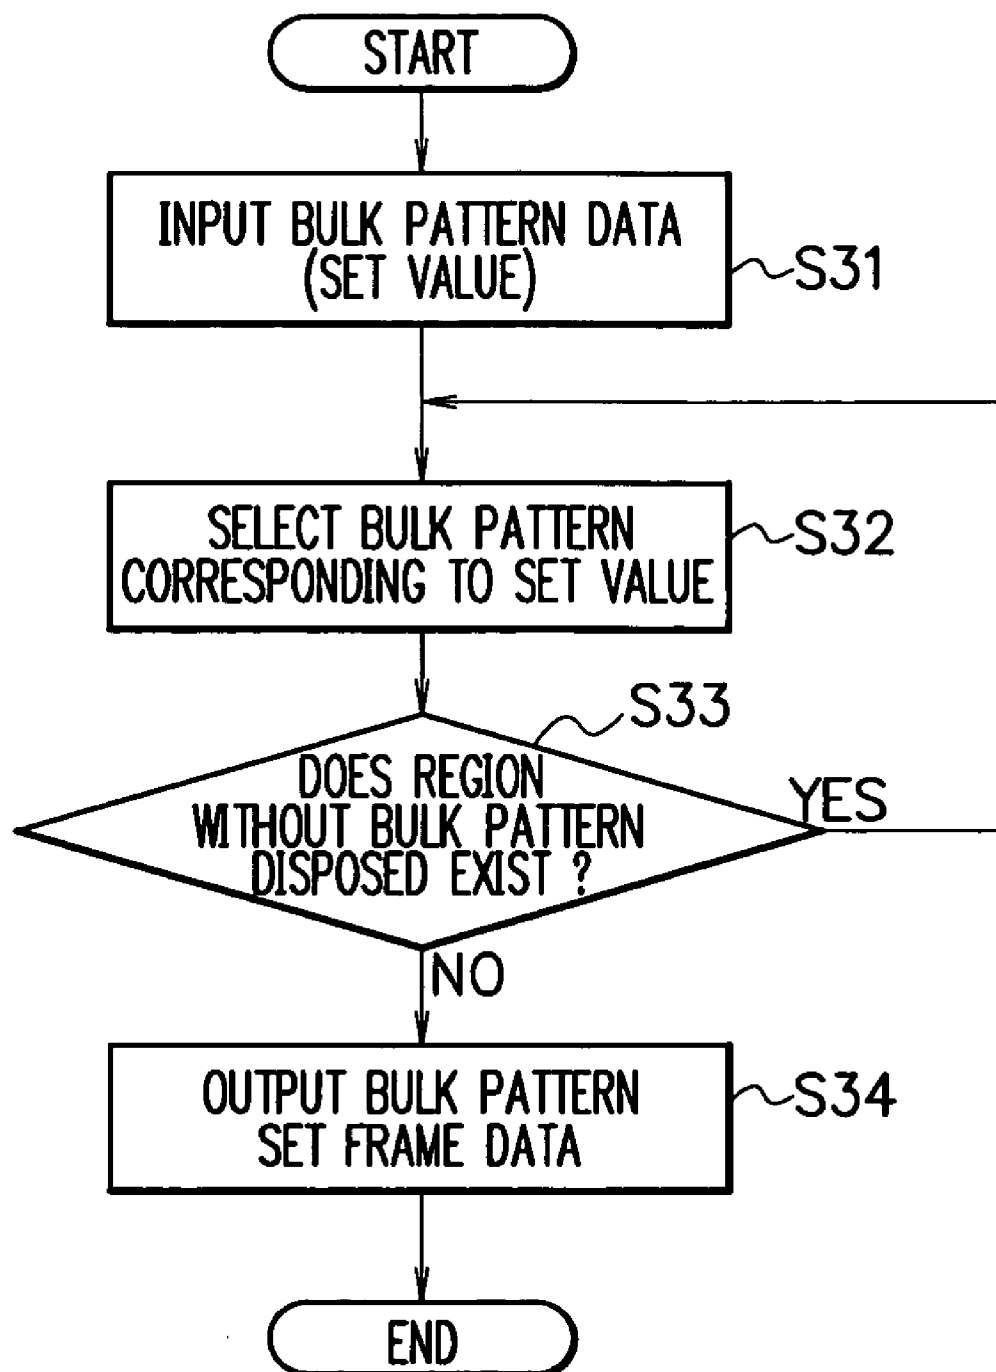 START
INPUT BULK PATTERN DATA
(SET VALUE)
S31
SELECT BULK PATTERN
CORRESPONDING TO SET VALUE
S32
S33
DOES REGION
WITHOUT BULK PATTERN
DISPOSED EXIST ?
YES
NO
OUTPUT BULK PATTERN
SET FRAME DATA
S34
END